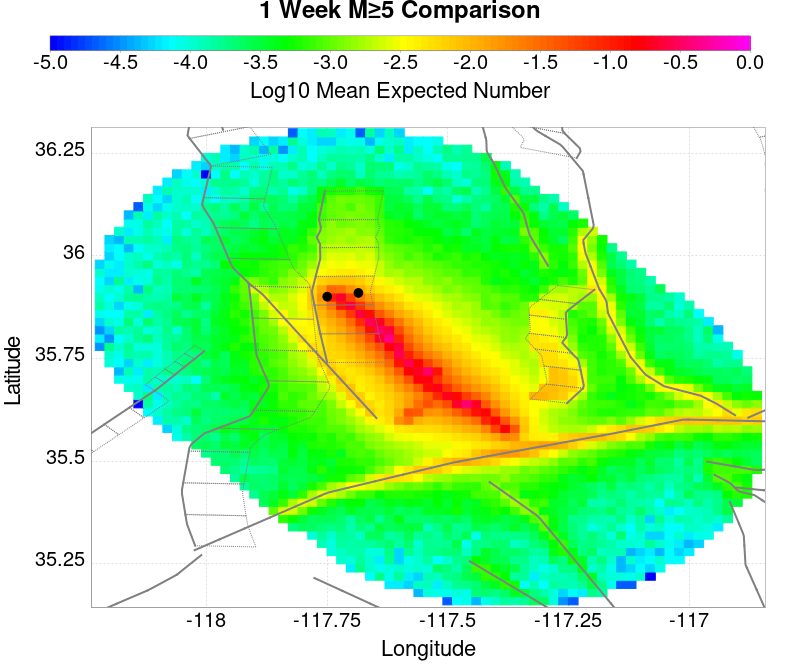 1 Week M≥5 Comparison
-5.0 -4.5 -4.0 -3.5 -3.0 -2.5 -2.0 -1.5 -1.0 -0.5 0.0
Log10 Mean Expected Number
36.25
36
35.75
35.5
35.25
Latitude
-118 -117.75 -117.5 -117.25 -117
Longitude